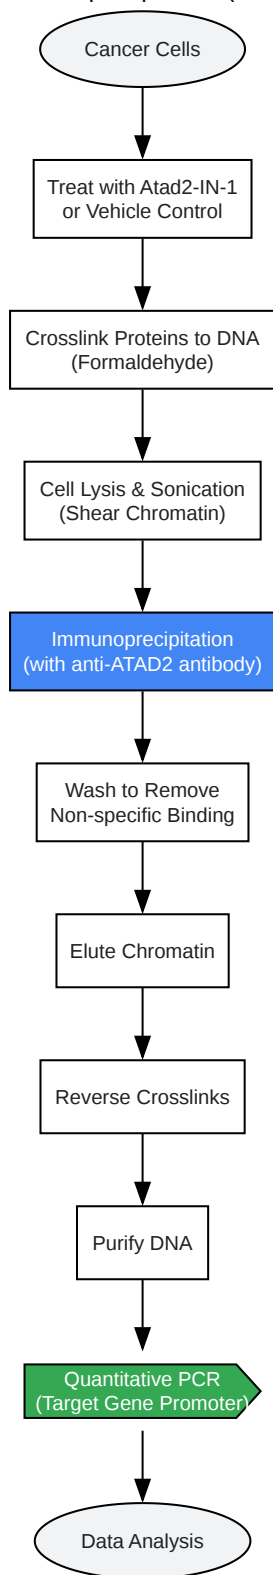 Cancer Cells
Treat with Atad2-IN-1
or Vehicle Control
Crosslink Proteins to DNA
(Formaldehyde)
Cell Lysis & Sonication
(Shear Chromatin)
Immunoprecipitation
(with anti-ATAD2 antibody)
Wash to Remove
Non-specific Binding
Elute Chromatin
Reverse Crosslinks
Purify DNA
Quantitative PCR
(Target Gene Promoter)
Data Analysis